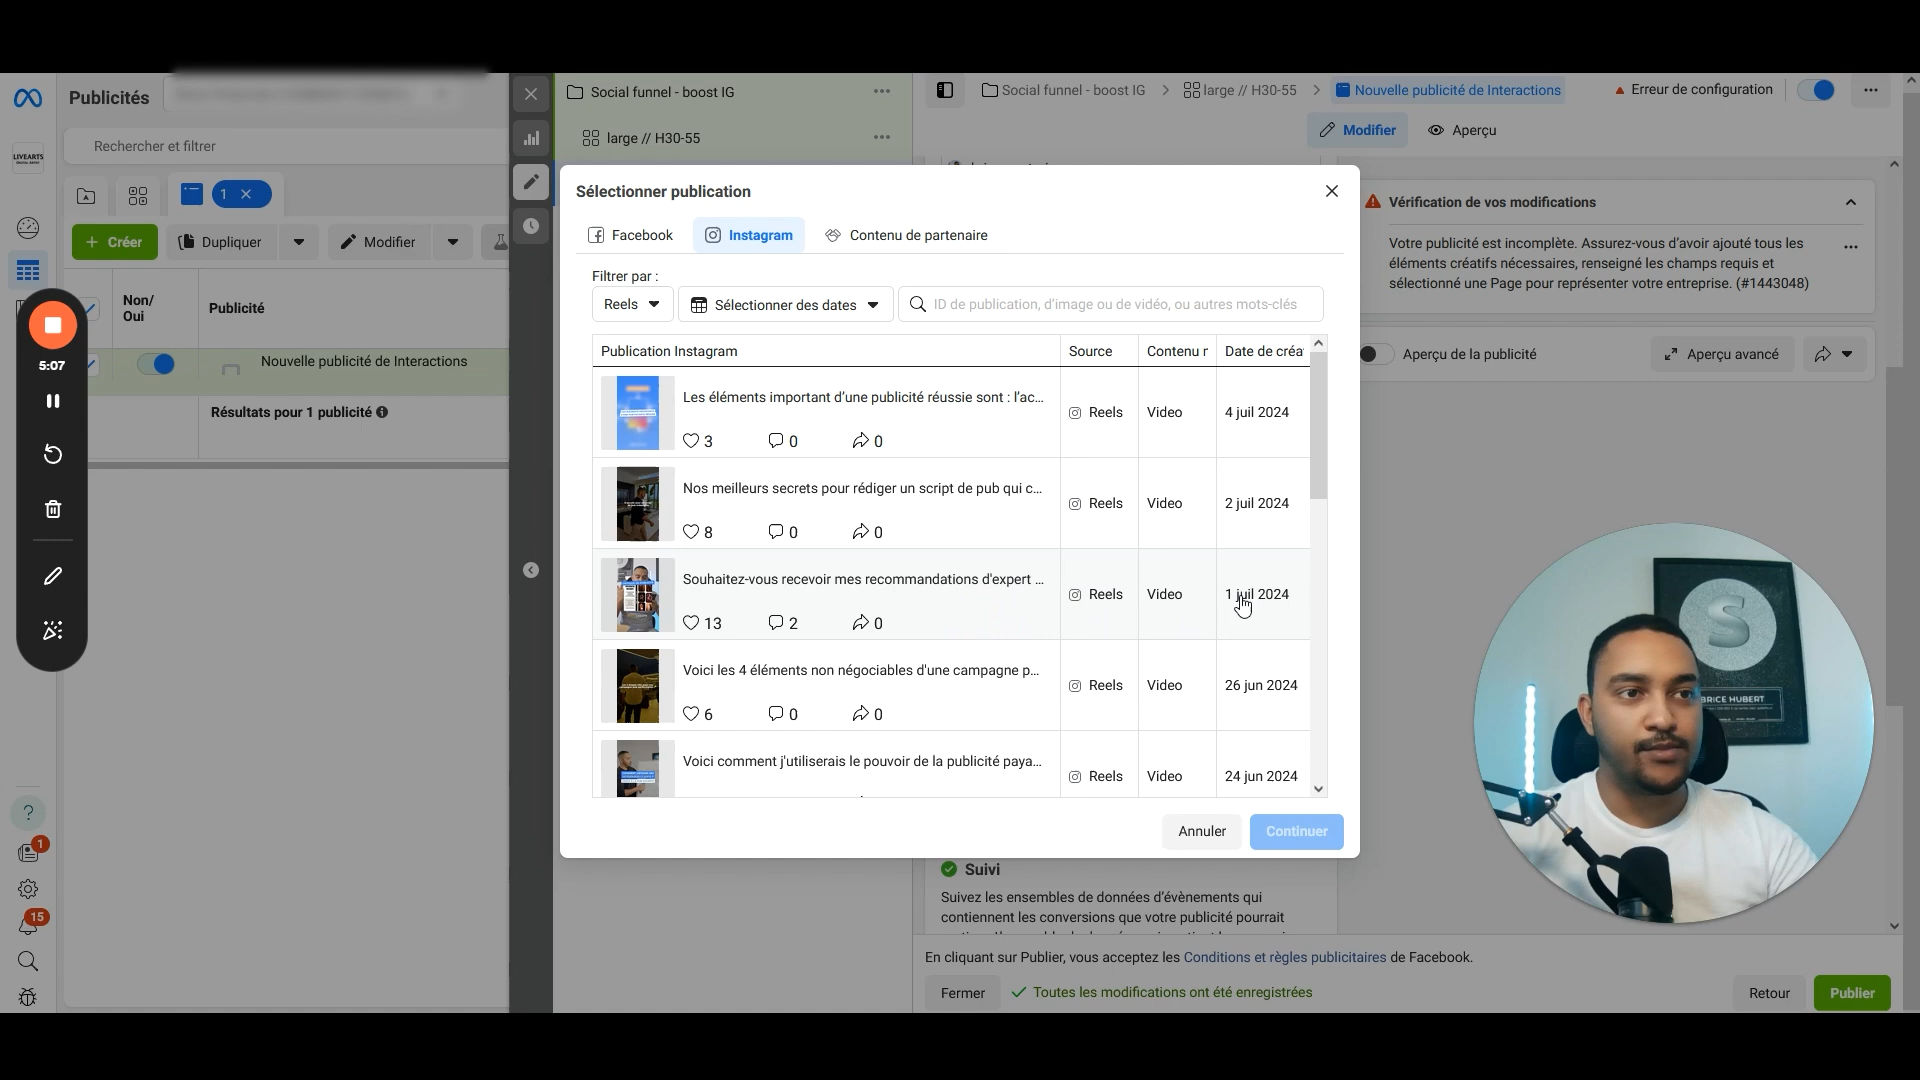 Publicités
Rechercher et filtrer
1
Créer
Dupliquer
Modifier
Non/
Oui
Publicité
Nouvelle publicité de Interactions
Résultats pour 1 publicité
LIVEARTS
5:07
?
1
15
Social funnel - boost IG
large // H30-55
Social funnel - boost IG
large // H30-55
Nouvelle publicité de Interactions
Erreur de configuration
Modifier
Aperçu
Sélectionner publication
Facebook
Instagram
Contenu de partenaire
Filtrer par :
Reels
Sélectionner des dates
ID de publication, d'image ou de vidéo, ou autres mots-clés
Publication Instagram
Source
Contenu r
Date de créa
Les éléments important d'une publicité réussie sont : l'ac...
3
0
0
Reels
Video
4 juil 2024
Nos meilleurs secrets pour rédiger un script de pub qui c...
8
0
0
Reels
Video
2 juil 2024
Souhaitez-vous recevoir mes recommandations d'expert ...
13
2
0
Reels
Video
1 juil 2024
Voici les 4 éléments non négociables d'une campagne p...
6
0
0
Reels
Video
26 jun 2024
Voici comment j'utiliserais le pouvoir de la publicité paya...
Reels
Video
24 jun 2024
Annuler
Continuer
Vérification de vos modifications
Votre publicité est incomplète. Assurez-vous d'avoir ajouté tous les
éléments créatifs nécessaires, renseigné les champs requis et
sélectionné une Page pour représenter votre entreprise. (#1443048)
Aperçu de la publicité
Aperçu avancé
S
BRICE HUBERT
Suivi
Suivez les ensembles de données d'évènements qui
contiennent les conversions que votre publicité pourrait
En cliquant sur Publier, vous acceptez les Conditions et règles publicitaires de Facebook.
Fermer
Toutes les modifications ont été enregistrées
Retour
Publier